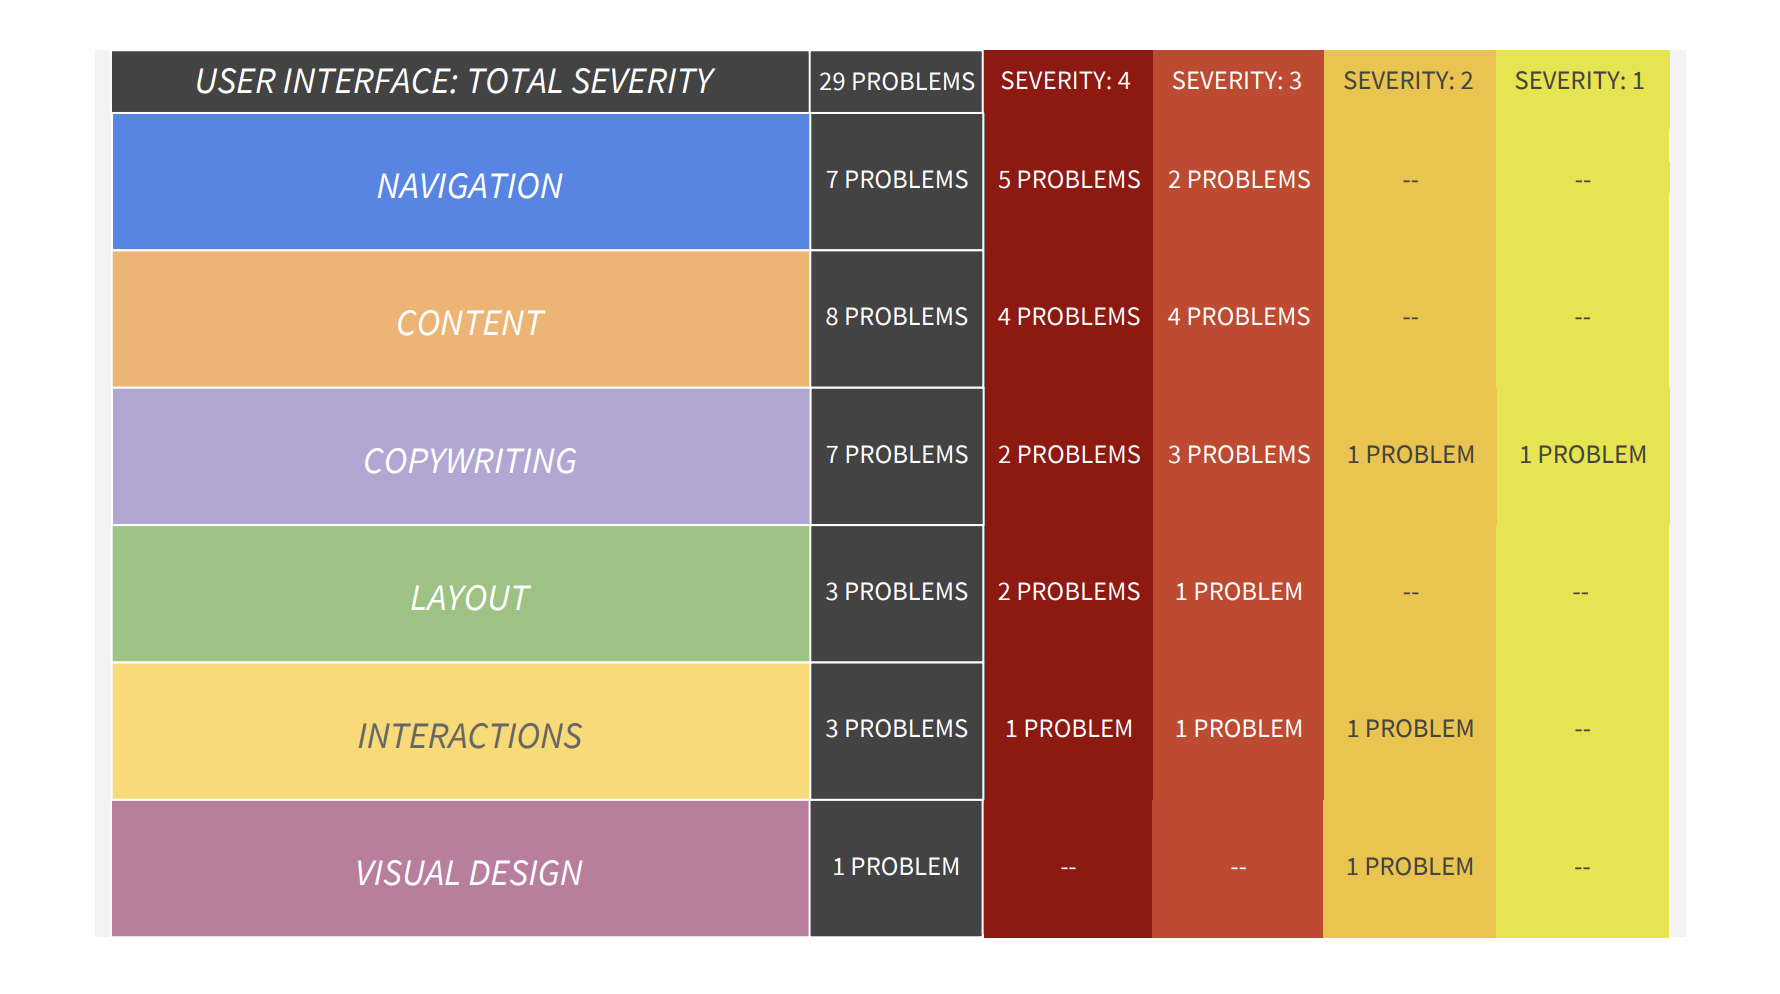 USER INTERFACE: TOTAL SEVERITY 29 PROBLEMS SEVERITY: 4 SEVERITY: 3 SEVERITY: 2 SEVERITY: 1
NAVIGATION 7 PROBLEMS 5 PROBLEMS 2 PROBLEMS -- --
CONTENT 8 PROBLEMS 4 PROBLEMS 4 PROBLEMS -- --
COPYWRITING 7 PROBLEMS 2 PROBLEMS 3 PROBLEMS 1 PROBLEM 1 PROBLEM
LAYOUT 3 PROBLEMS 2 PROBLEMS 1 PROBLEM -- --
INTERACTIONS 3 PROBLEMS 1 PROBLEM 1 PROBLEM 1 PROBLEM --
VISUAL DESIGN 1 PROBLEM -- -- 1 PROBLEM --